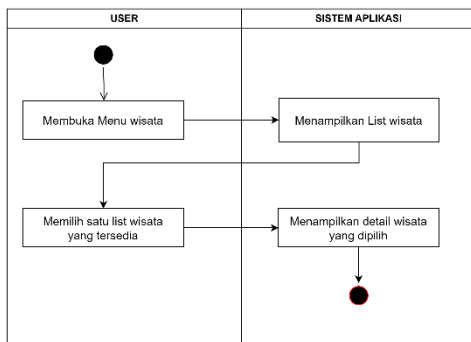 USER
SISTEM APLIKASI
Membuka Menu wisata
Menampilkan List wisata
Memilih satu list wisata
yang tersedia
Menampilkan detail wisata
yang dipilih